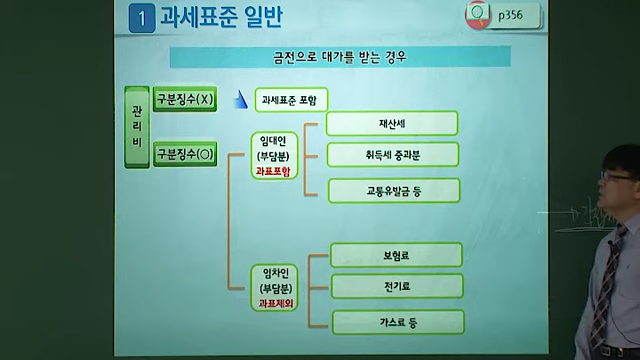 1 과세표준 일반
p356
금전으로 대가를 받는 경우
관리비
구분징수(X)
과세표준 포함
구분징수(○)
임대인
(부담분)
과표포함
재산세
취득세 중과분
교통유발금 등
임차인
(부담분)
과표제외
보험료
전기료
가스료 등